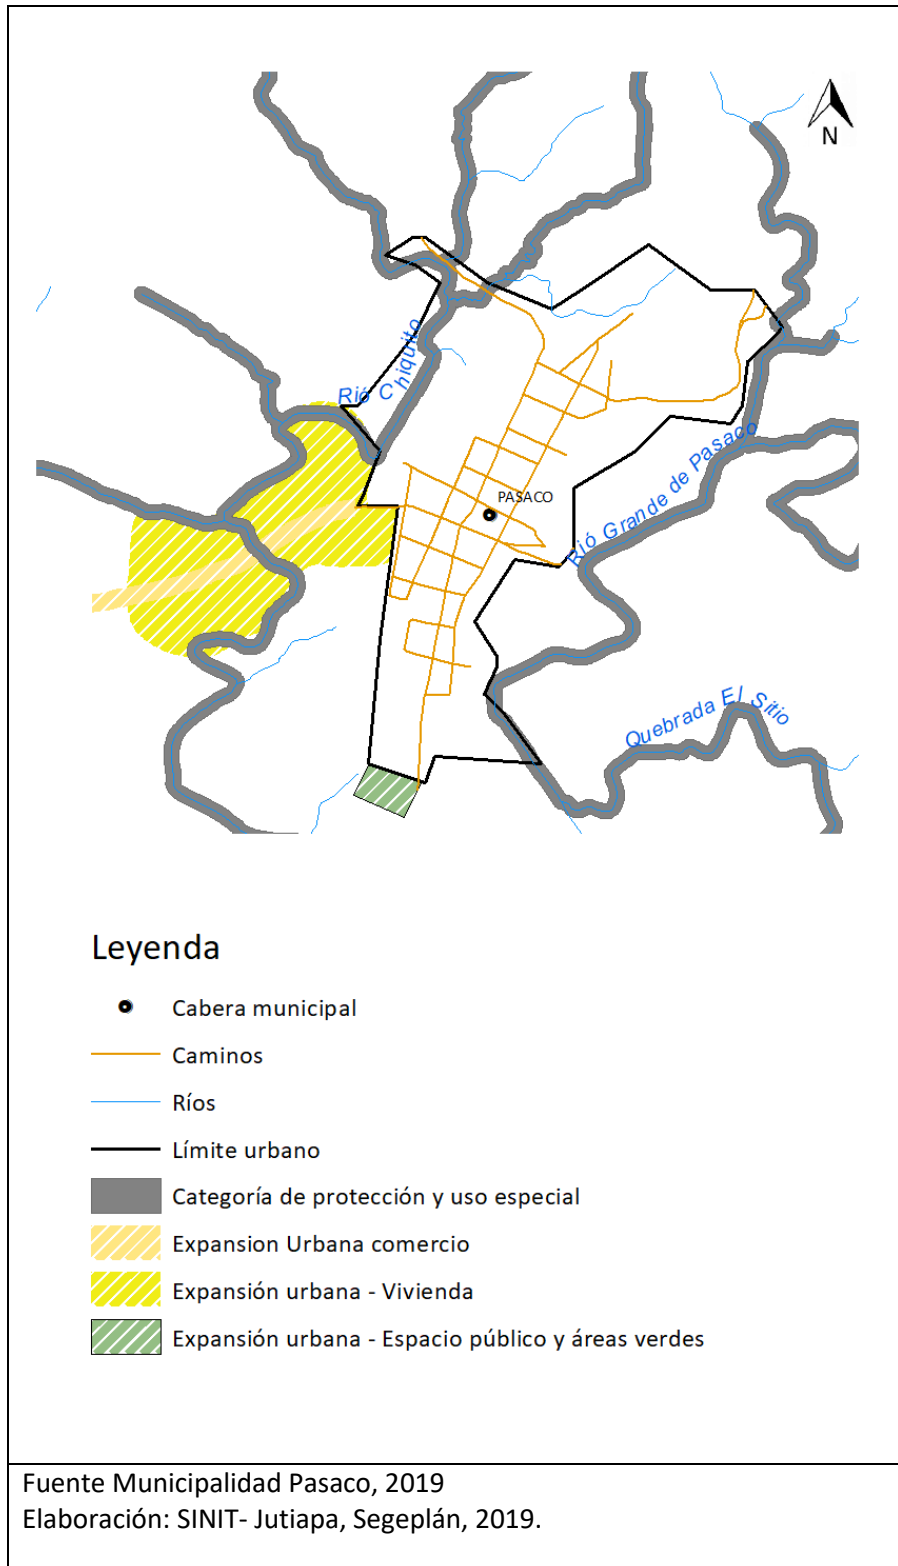 N
Rió Chiquito
PASACO
Rió Grande de Pasaco
Quebrada El Sitio
Leyenda
Cabera municipal
Caminos
Ríos
Límite urbano
Categoría de protección y uso especial
Expansion Urbana comercio
Expansión urbana - Vivienda
Expansión urbana - Espacio público y áreas verdes
Fuente Municipalidad Pasaco, 2019
Elaboración: SINIT- Jutiapa, Segeplán, 2019.